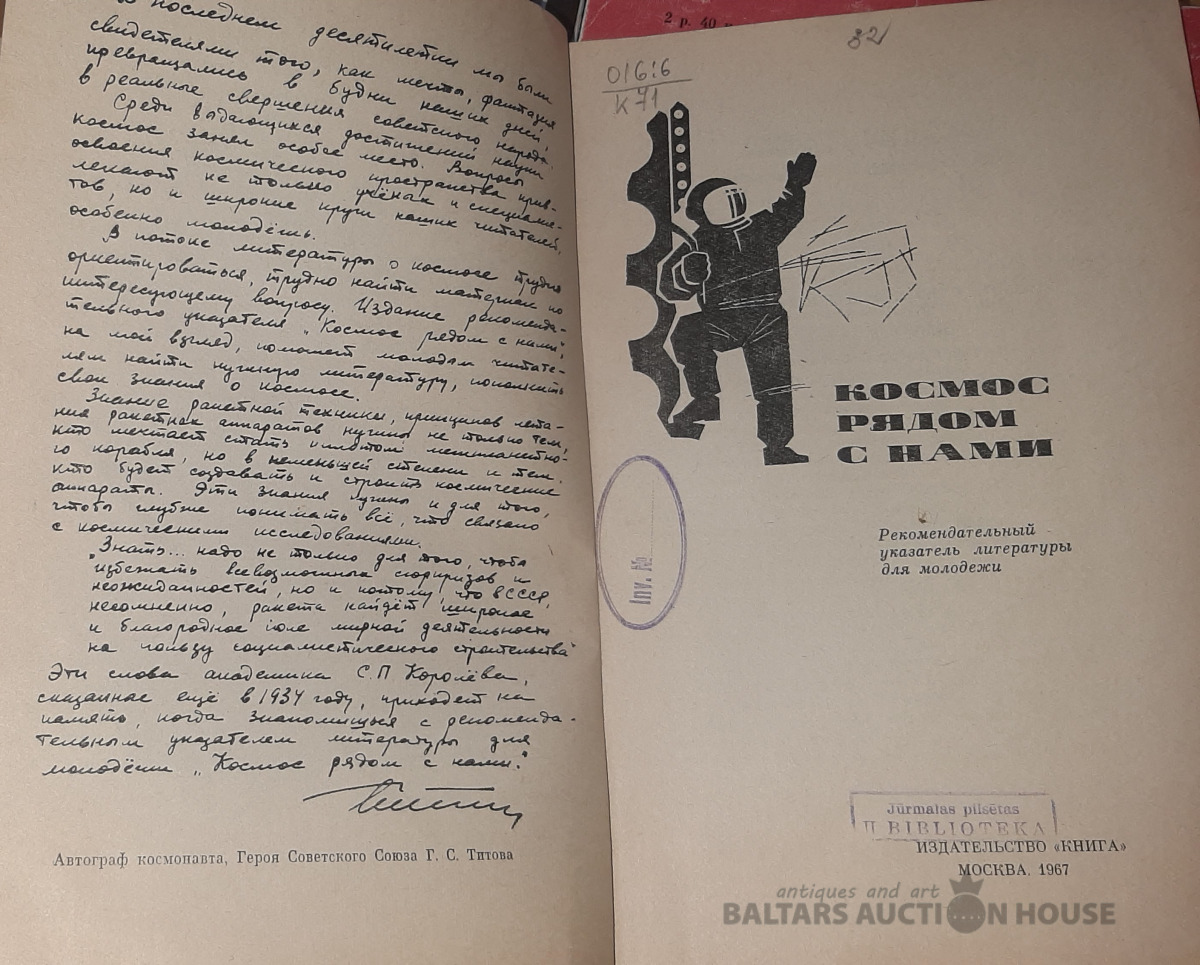 В последнем десятилетии мы были
свидетелями того, как мечты, фантазия
превращались в будни наших дней,
в реальные свершения советского народа.
Среди выдающихся достижений науки
космос занял особое место. Вопросы
освоения космического пространства прив-
лекают не только учёных и специалис-
тов, но и широкие круги наших читателей,
особенно молодёжь.
В потоке литературы о космосе трудно
ориентироваться, трудно найти материал по
интересующему вопросу. Издание рекоменда-
тельного указателя „Космос рядом с нами",
на мой взгляд, поможет молодым читате-
лям найти нужную литературу, пополнить
свои знания о космосе.
Знание ракетной техники, принципов лета-
ния ракетных аппаратов нужны не только тем,
кто мечтает стать пилотом межпланетно-
го корабля, но в неменьшей степени и тем,
кто будет создавать и строить космические
аппараты. Эти знания нужны и для того,
чтобы глубже понимать всё, что связано
с космическими исследованиями.
„Знать... надо не только для того, чтобы
избежать всевозможных сюрпризов и
неожиданностей, но и потому, что в СССР,
несомненно, ракета найдёт широкое
и благородное поле мирной деятельности
на пользу социалистического строительства"
Эти слова академика С.П. Королёва,
сказанные ещё в 1934 году, приходят на
память, когда знакомишься с рекоменда-
тельным указателем литературы для
молодёжи „Космос рядом с нами."
Автограф космонавта, Героя Советского Союза Г. С. Титова
2 р. 40
32
016:6
К 71
КОСМОС
РЯДОМ
С НАМИ
Рекомендательный
указатель литературы
для молодежи
Inv. №
Jūrmalas pilsētas
II BIBLIOTEKA
ИЗДАТЕЛЬСТВО «КНИГА»
МОСКВА. 1967
antiques and art
BALTARS AUCTION HOUSE